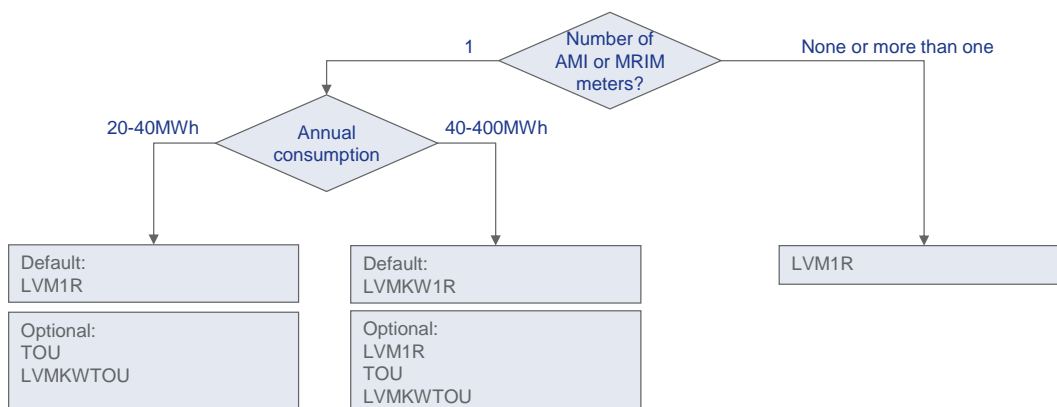 Number of
AMI or MRIM
meters?
1
None or more than one
Annual
consumption
20-40MWh
40-400MWh
Default:
LVM1R
Optional:
TOU
LVMKWTOU
Default:
LVMKW1R
Optional:
LVM1R
TOU
LVMKWTOU
LVM1R